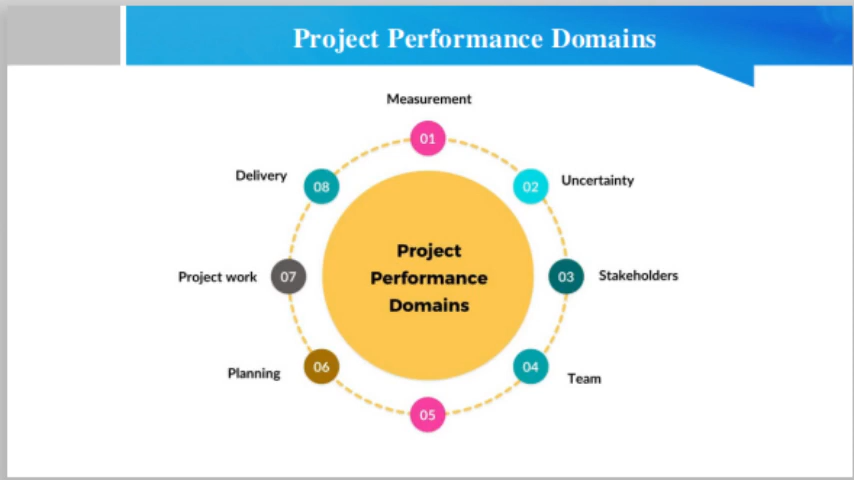 Project Performance Domains
Measurement
01
Delivery
08
02
Uncertainty
Project
Performance
Domains
Project work
07
03
Stakeholders
Planning
06
04
Team
05